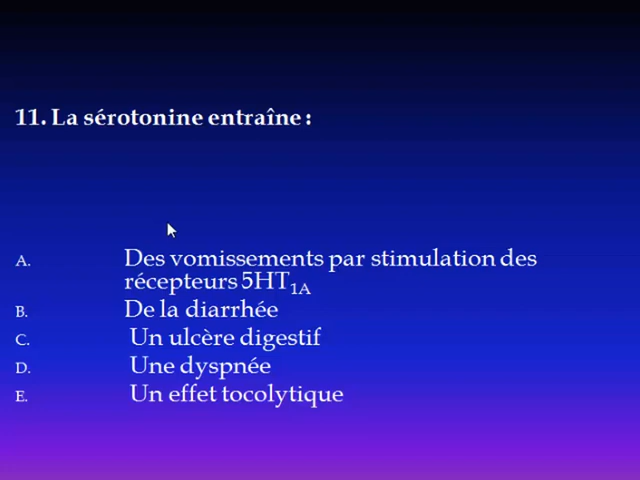 11. La sérotonine entraîne :
A. Des vomissements par stimulation des
récepteurs 5HT1A
B. De la diarrhée
C. Un ulcère digestif
D. Une dyspnée
E. Un effet tocolytique